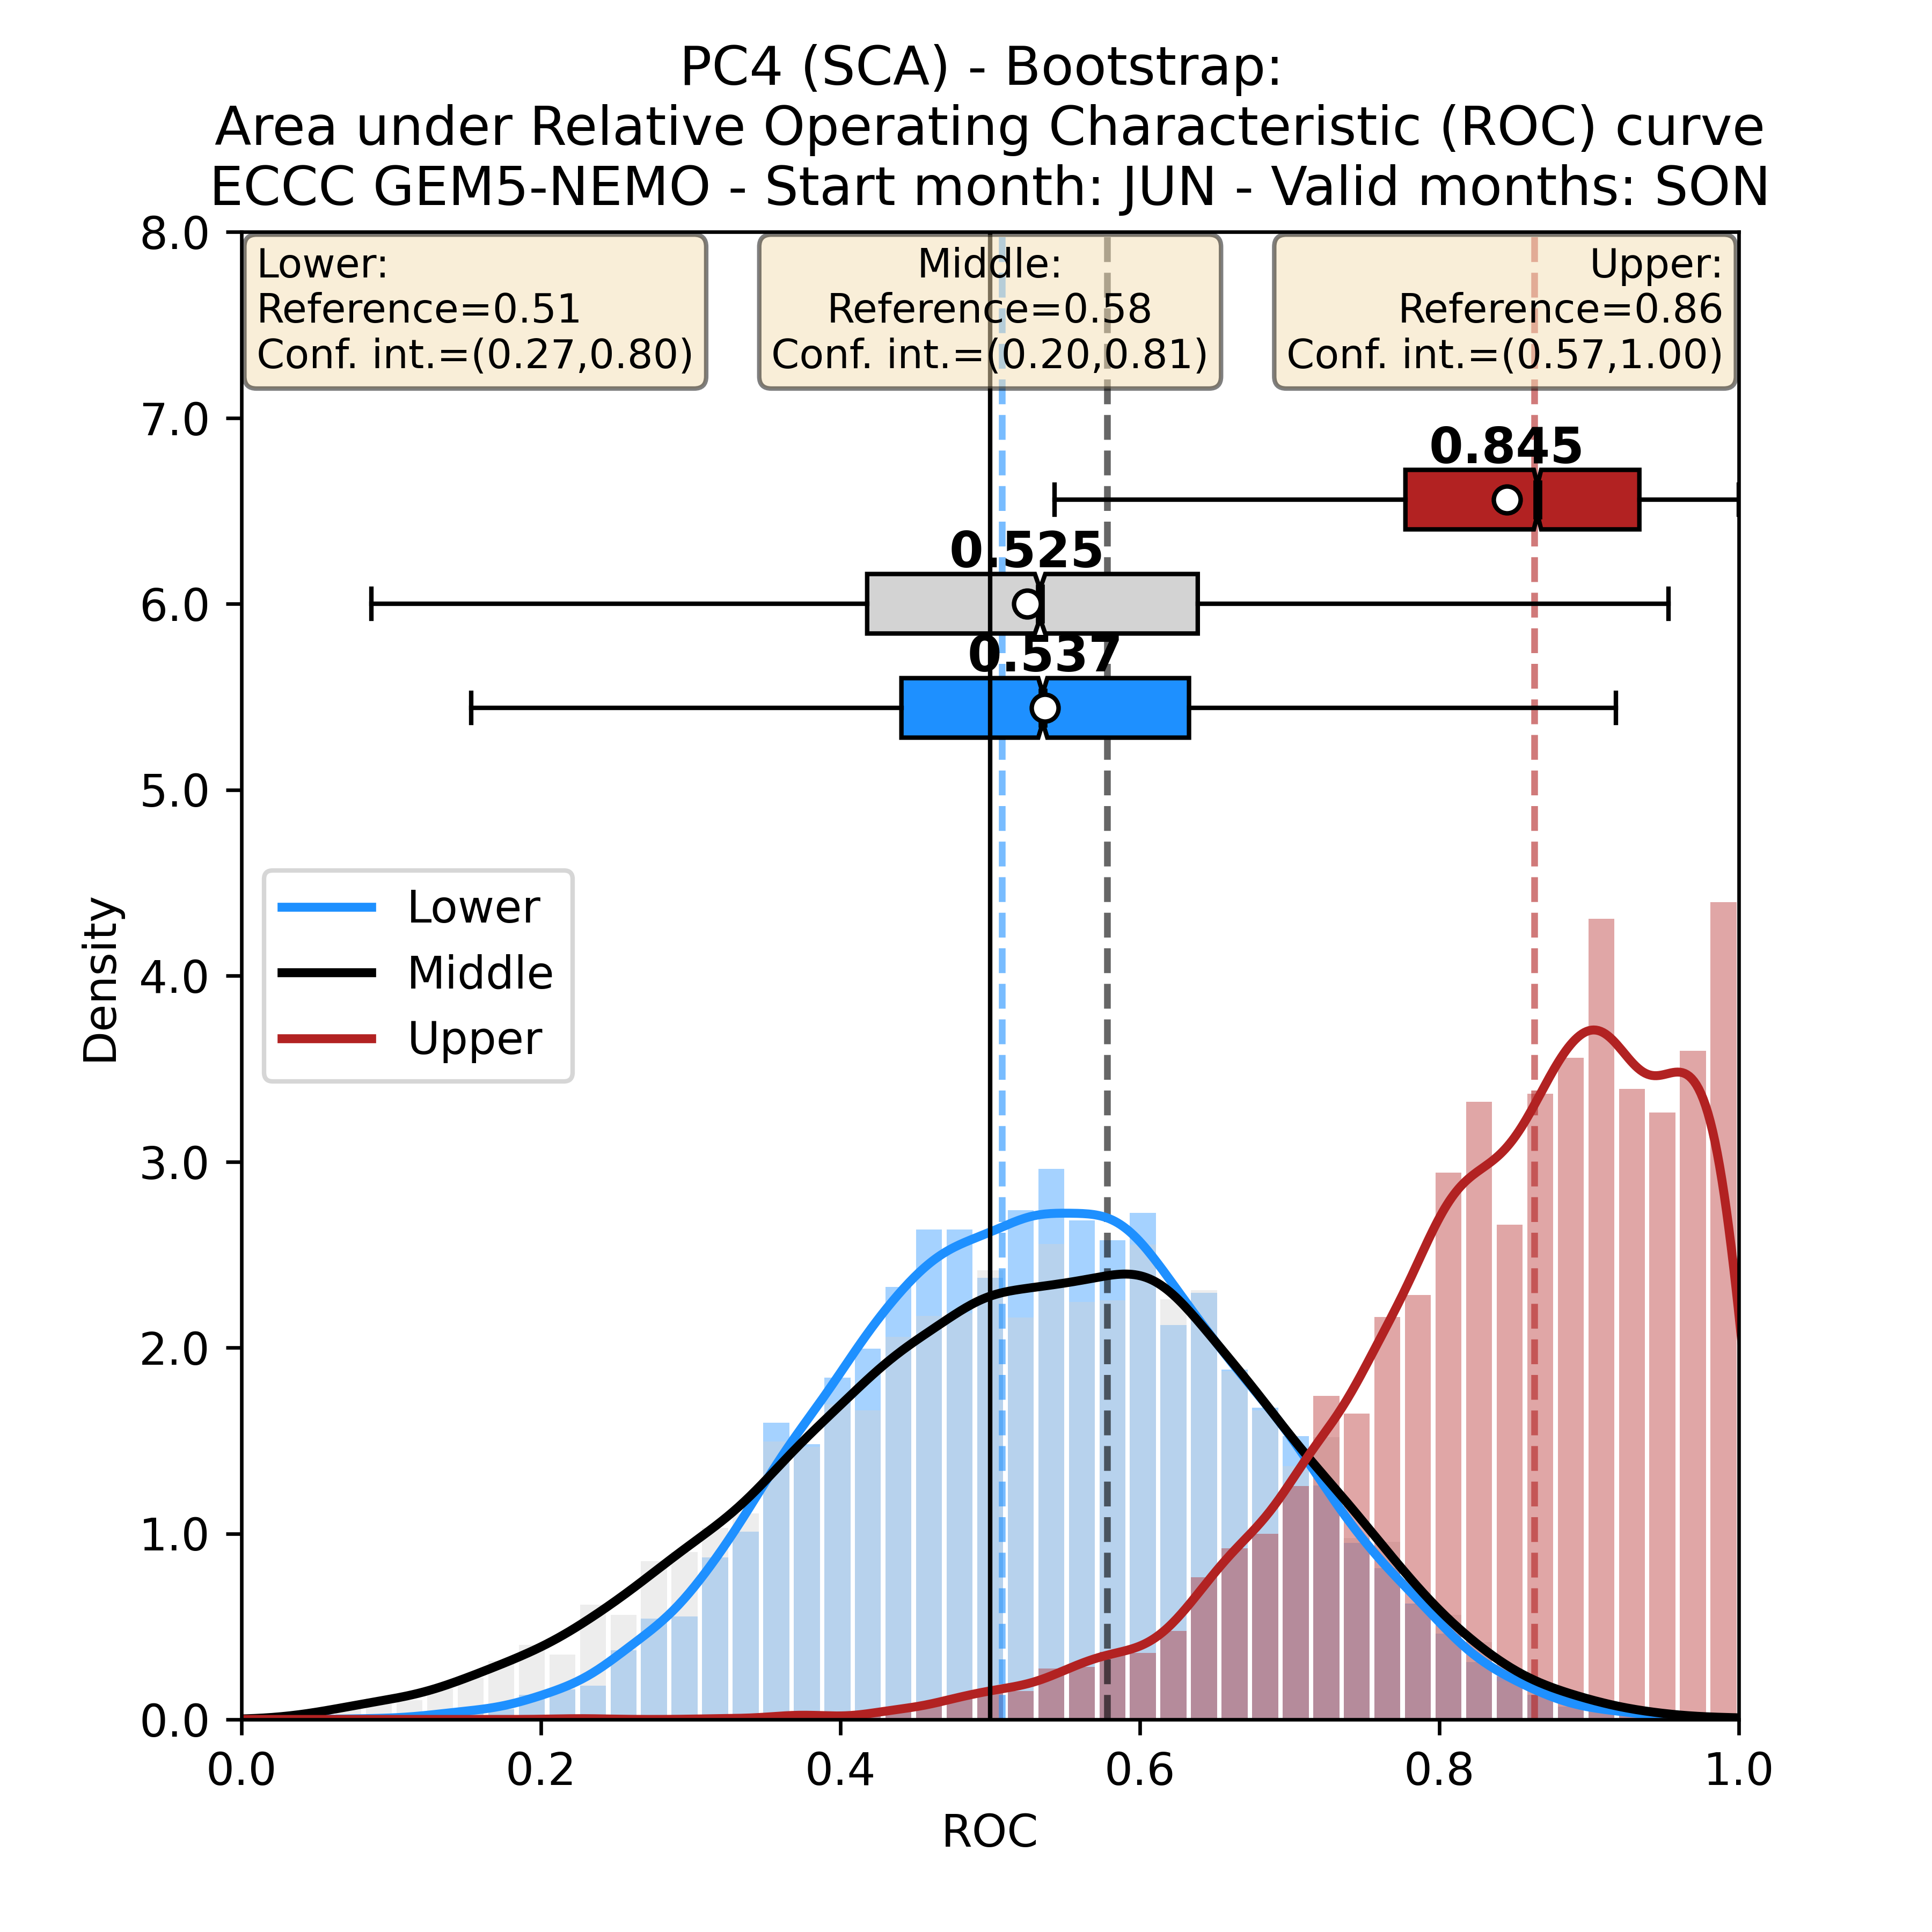 PC4 (SCA) - Bootstrap:
Area under Relative Operating Characteristic (ROC) curve
ECCC GEM5-NEMO - Start month: JUN - Valid months: SON
Lower:
Reference=0.51
Conf. int.=(0.27,0.80)
Middle:
Reference=0.58
Conf. int.=(0.20,0.81)
Upper:
Reference=0.86
Conf. int.=(0.57,1.00)
0.845
0.525
0.537
Lower
Middle
Upper
Density
8.0
7.0
6.0
5.0
4.0
3.0
2.0
1.0
0.0
0.0 0.2 0.4 0.6 0.8 1.0
ROC